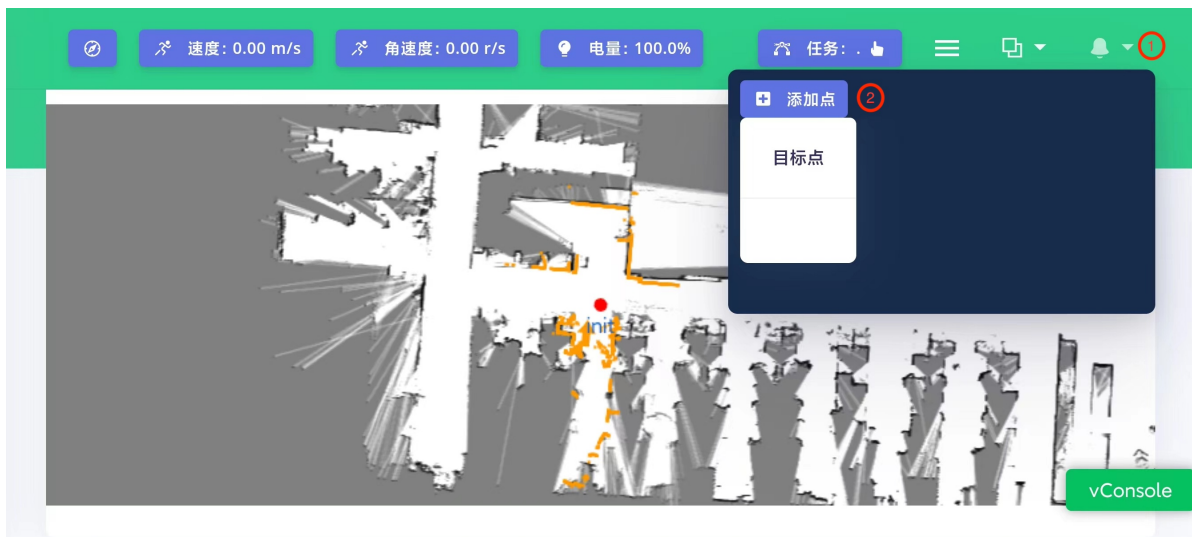 速度: 0.00 m/s
角速度: 0.00 r/s
电量: 100.0%
任务: .
1
添加点
2
目标点
init
vConsole